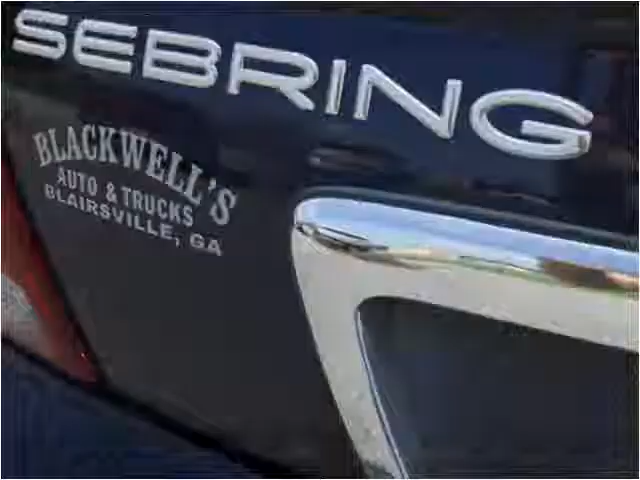 SEBRING
BLACKWELL'S
AUTO & TRUCKS
BLAIRSVILLE, GA